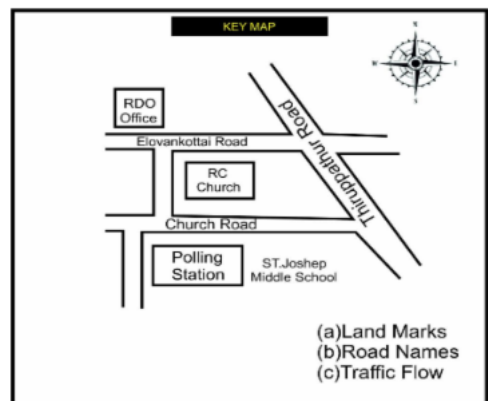 KEY MAP
N
W
E
S
RDO
Office
Elovankottai Road
Thiruppathur Road
RC
Church
Church Road
Polling
Station
ST.Joshep
Middle School
(a)Land Marks
(b)Road Names
(c)Traffic Flow